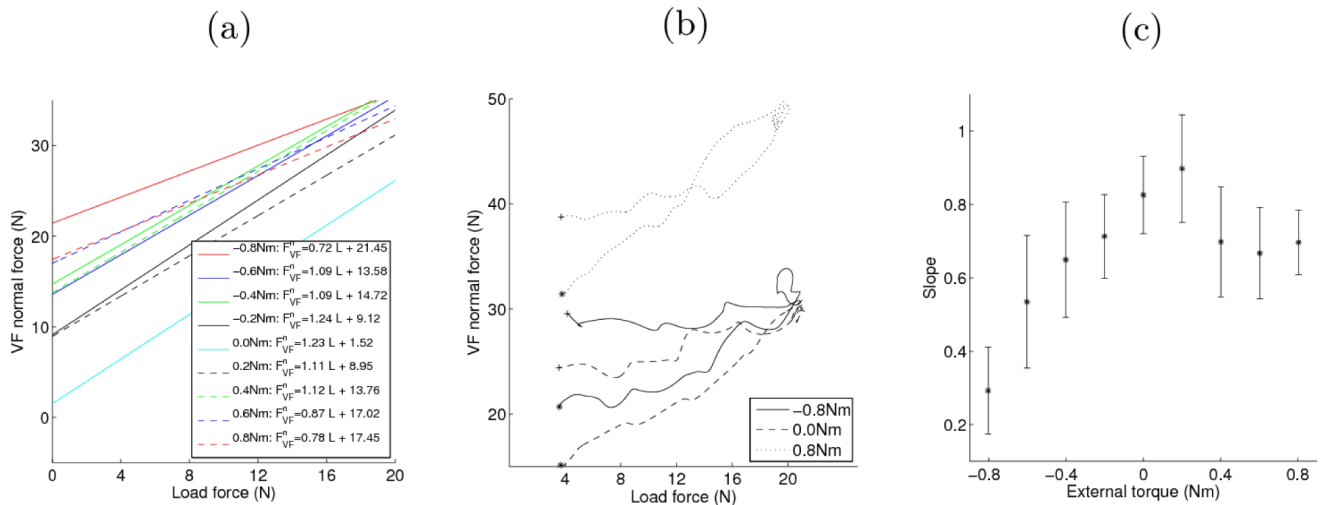 (a)
(b)
(c)
VF normal force (N)
30
20
10
0
0
4
8
12
16
20
Load force (N)
−0.8Nm: F^n_VF=0.72 L + 21.45
−0.6Nm: F^n_VF=1.09 L + 13.58
−0.4Nm: F^n_VF=1.09 L + 14.72
−0.2Nm: F^n_VF=1.24 L + 9.12
0.0Nm: F^n_VF=1.23 L + 1.52
0.2Nm: F^n_VF=1.11 L + 8.95
0.4Nm: F^n_VF=1.12 L + 13.76
0.6Nm: F^n_VF=0.87 L + 17.02
0.8Nm: F^n_VF=0.78 L + 17.45
VF normal force (N)
50
40
30
20
4
8
12
16
20
Load force (N)
−0.8Nm
0.0Nm
0.8Nm
Slope
1
0.8
0.6
0.4
0.2
−0.8
−0.4
0
0.4
0.8
External torque (Nm)